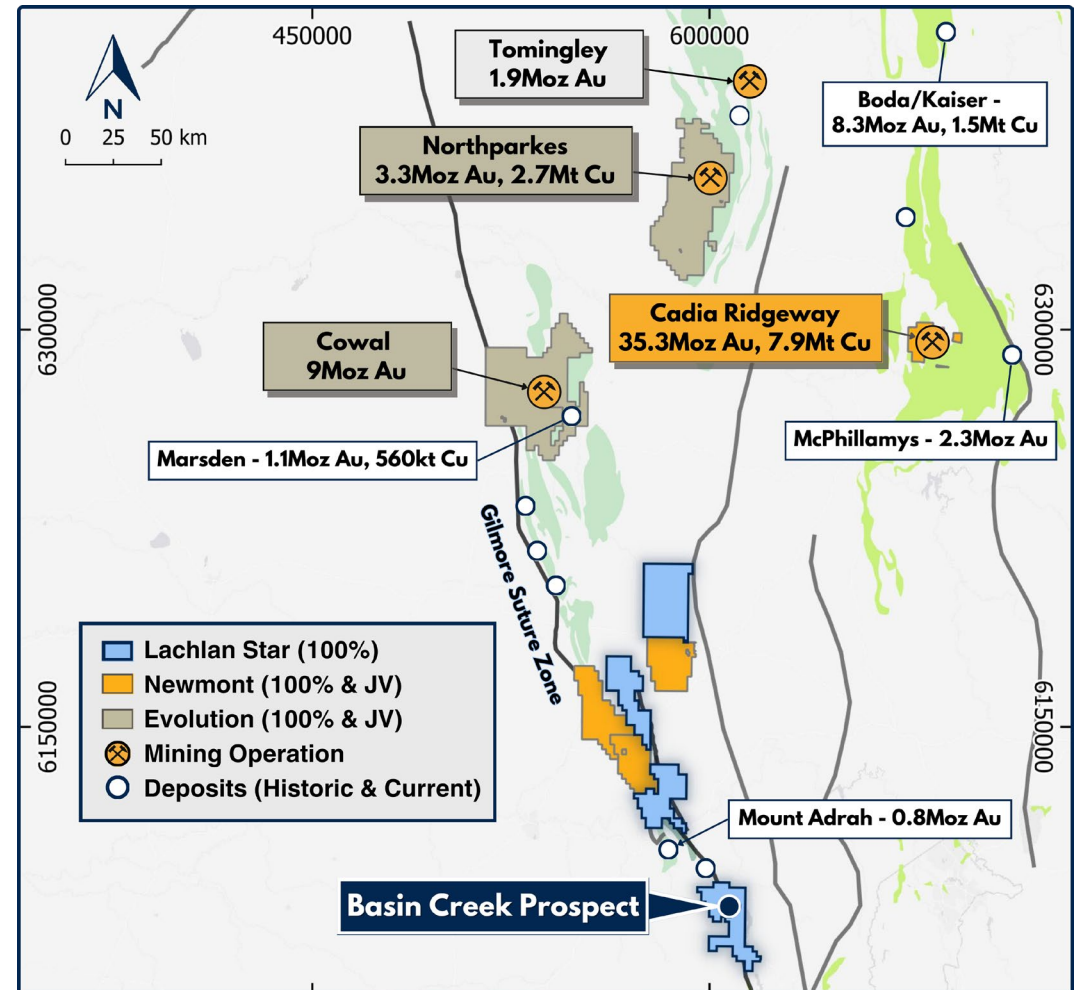 450000
600000
Tomingley
1.9Moz Au
N
0 25 50 km
Boda/Kaiser -
8.3Moz Au, 1.5Mt Cu
Northparkes
3.3Moz Au, 2.7Mt Cu
6300000
6300000
Cadia Ridgeway
35.3Moz Au, 7.9Mt Cu
Cowal
9Moz Au
McPhillamys - 2.3Moz Au
Marsden - 1.1Moz Au, 560kt Cu
Gilmore Suture Zone
Lachlan Star (100%)
Newmont (100% & JV)
Evolution (100% & JV)
Mining Operation
Deposits (Historic & Current)
6150000
6150000
Mount Adrah - 0.8Moz Au
Basin Creek Prospect